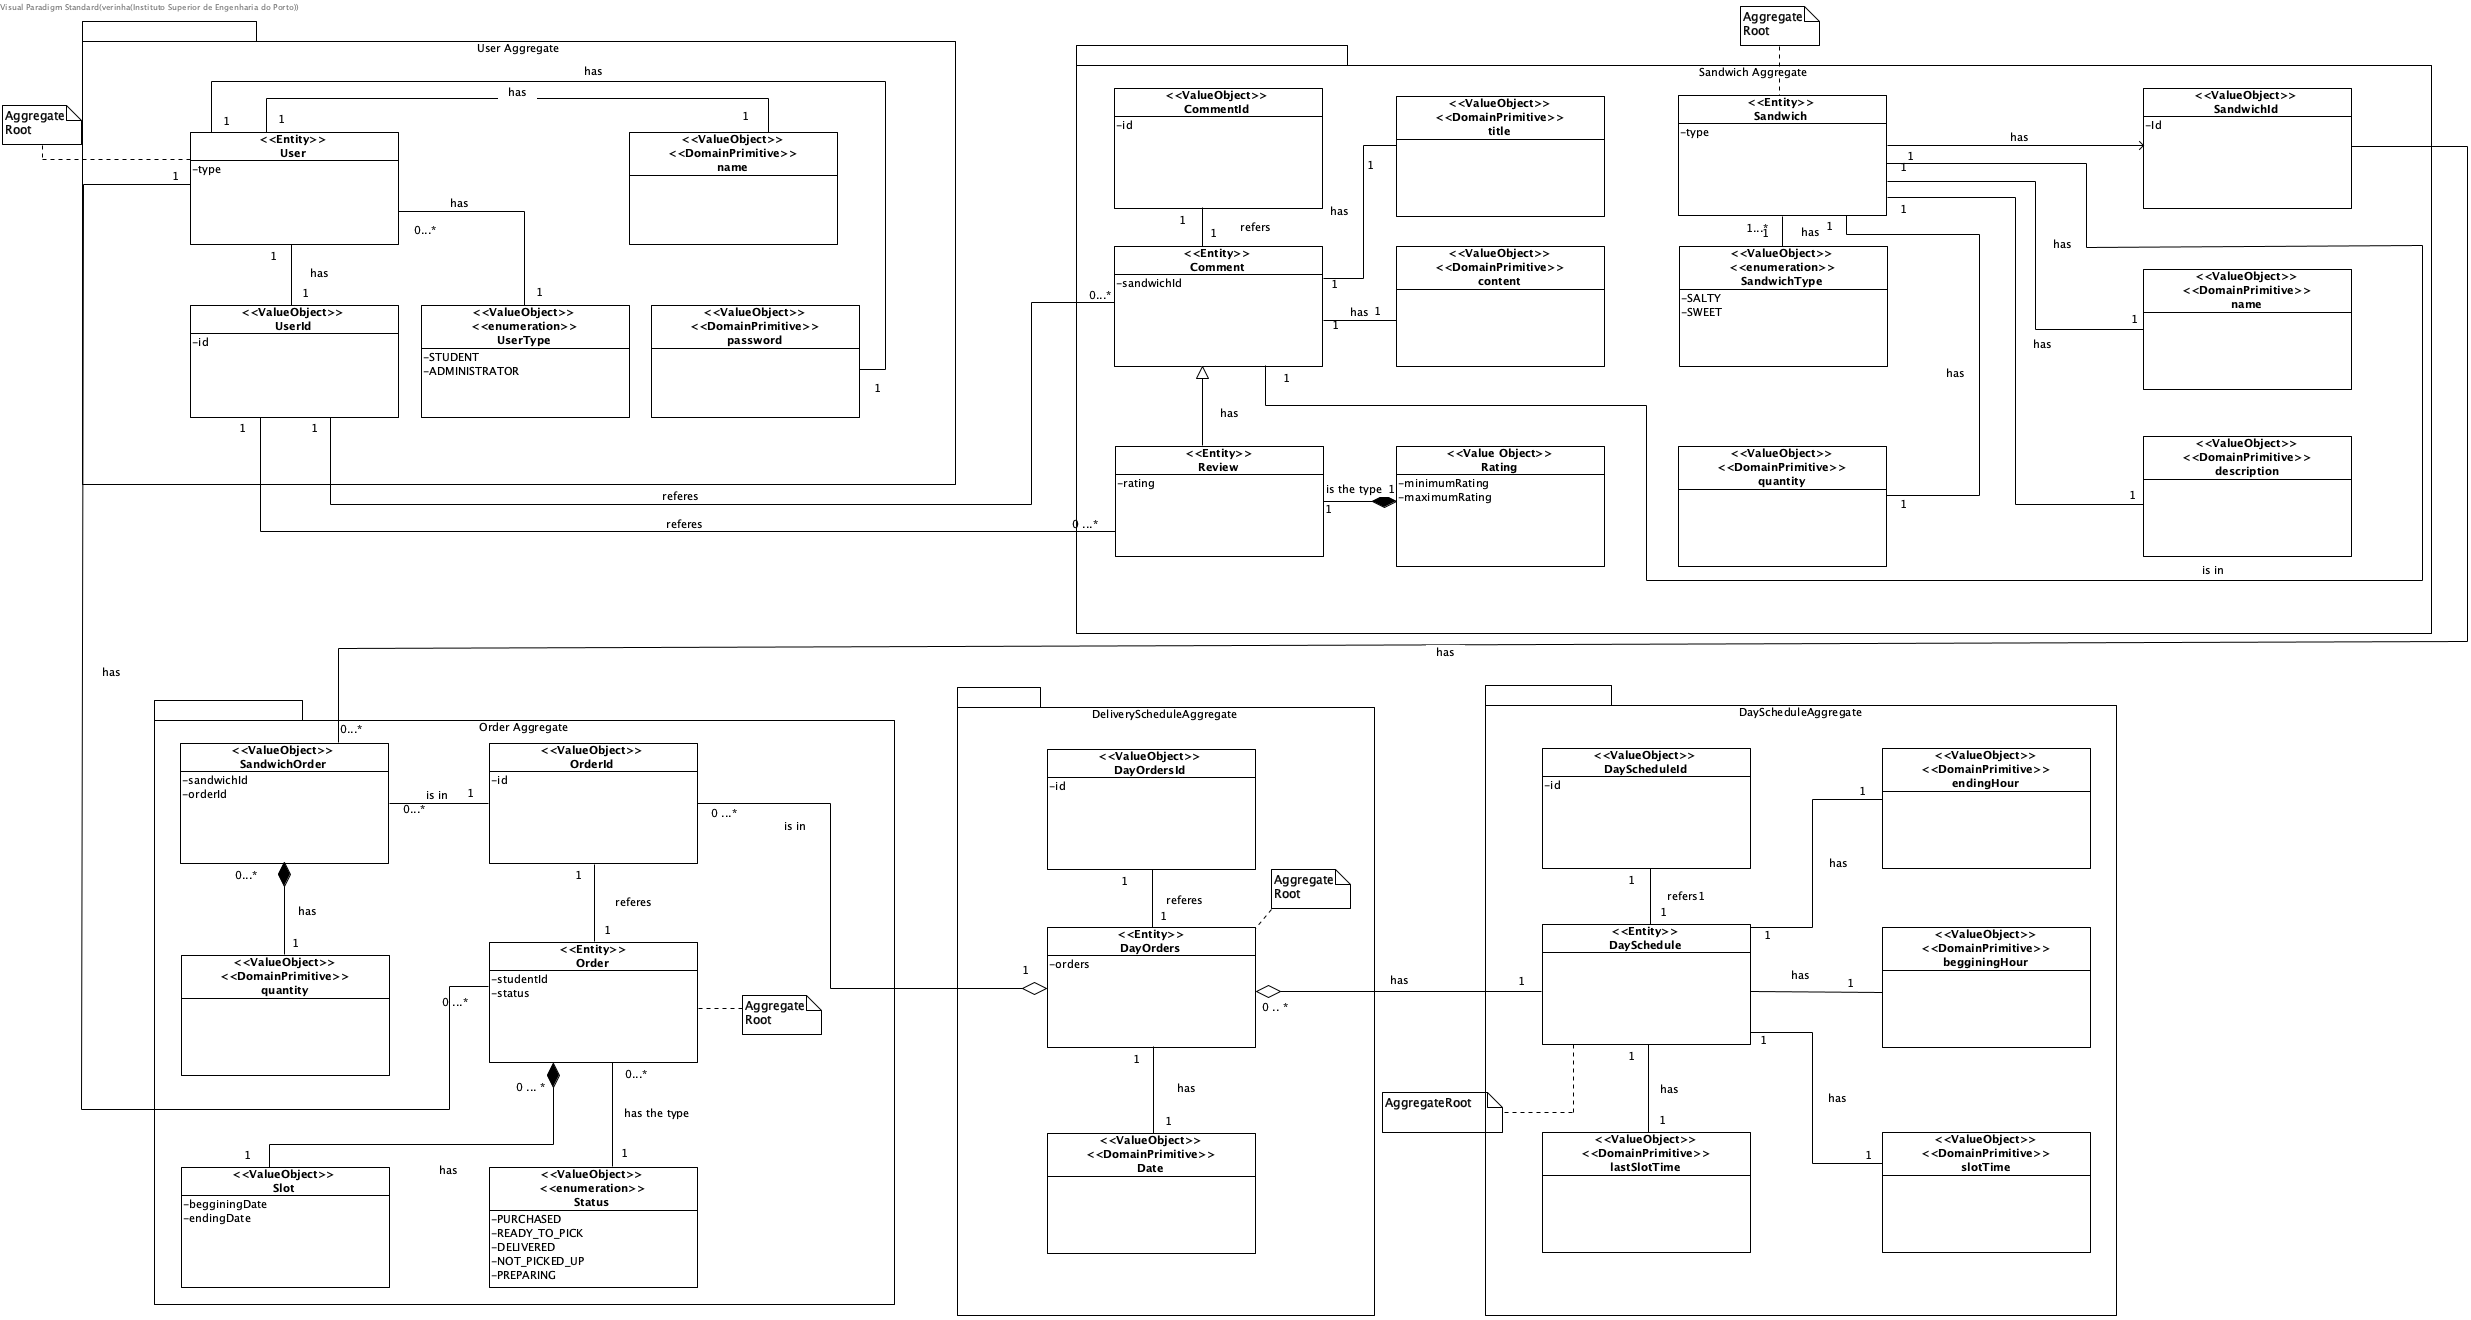 Visual Paradigm Standard(verinha(Instituto Superior de Engenharia do Porto))
User Aggregate
has
has
1
1
1
Aggregate
Root
<<Entity>>
User
-type
1
<<ValueObject>>
<<DomainPrimitive>>
name
has
0...*
1
has
1
1
<<ValueObject>>
UserId
-id
<<ValueObject>>
<<enumeration>>
UserType
-STUDENT
-ADMINISTRATOR
<<ValueObject>>
<<DomainPrimitive>>
password
1
1
1
referes
referes
0...*
0 ...*
Aggregate
Root
Sandwich Aggregate
<<ValueObject>>
CommentId
-id
<<ValueObject>>
<<DomainPrimitive>>
title
<<Entity>>
Sandwich
-type
<<ValueObject>>
SandwichId
-Id
has
1
1
1
1
has
1
refers
1
1...*
1
has
1
has
<<Entity>>
Comment
-sandwichId
<<ValueObject>>
<<DomainPrimitive>>
content
<<ValueObject>>
<<enumeration>>
SandwichType
-SALTY
-SWEET
<<ValueObject>>
<<DomainPrimitive>>
name
1
has
1
1
1
has
has
1
has
<<Entity>>
Review
-rating
is the type
1
1
<<Value Object>>
Rating
-minimumRating
-maximumRating
<<ValueObject>>
<<DomainPrimitive>>
quantity
1
<<ValueObject>>
<<DomainPrimitive>>
description
1
is in
has
has
Order Aggregate
0...*
<<ValueObject>>
SandwichOrder
-sandwichId
-orderId
is in
1
0...*
<<ValueObject>>
OrderId
-id
0 ...*
is in
0...*
has
1
1
referes
1
<<ValueObject>>
<<DomainPrimitive>>
quantity
<<Entity>>
Order
-studentId
-status
0 ...*
Aggregate
Root
0 ... *
0...*
has the type
1
1
has
<<ValueObject>>
Slot
-begginingDate
-endingDate
<<ValueObject>>
<<enumeration>>
Status
-PURCHASED
-READY_TO_PICK
-DELIVERED
-NOT_PICKED_UP
-PREPARING
DeliveryScheduleAggregate
<<ValueObject>>
DayOrdersId
-id
1
referes
1
Aggregate
Root
<<Entity>>
DayOrders
-orders
1
0 .. *
has
1
1
has
1
<<ValueObject>>
<<DomainPrimitive>>
Date
DayScheduleAggregate
<<ValueObject>>
DayScheduleId
-id
<<ValueObject>>
<<DomainPrimitive>>
endingHour
1
has
1
refers1
1
<<Entity>>
DaySchedule
1
<<ValueObject>>
<<DomainPrimitive>>
begginingHour
has
1
1
1
has
1
has
1
AggregateRoot
<<ValueObject>>
<<DomainPrimitive>>
lastSlotTime
<<ValueObject>>
<<DomainPrimitive>>
slotTime